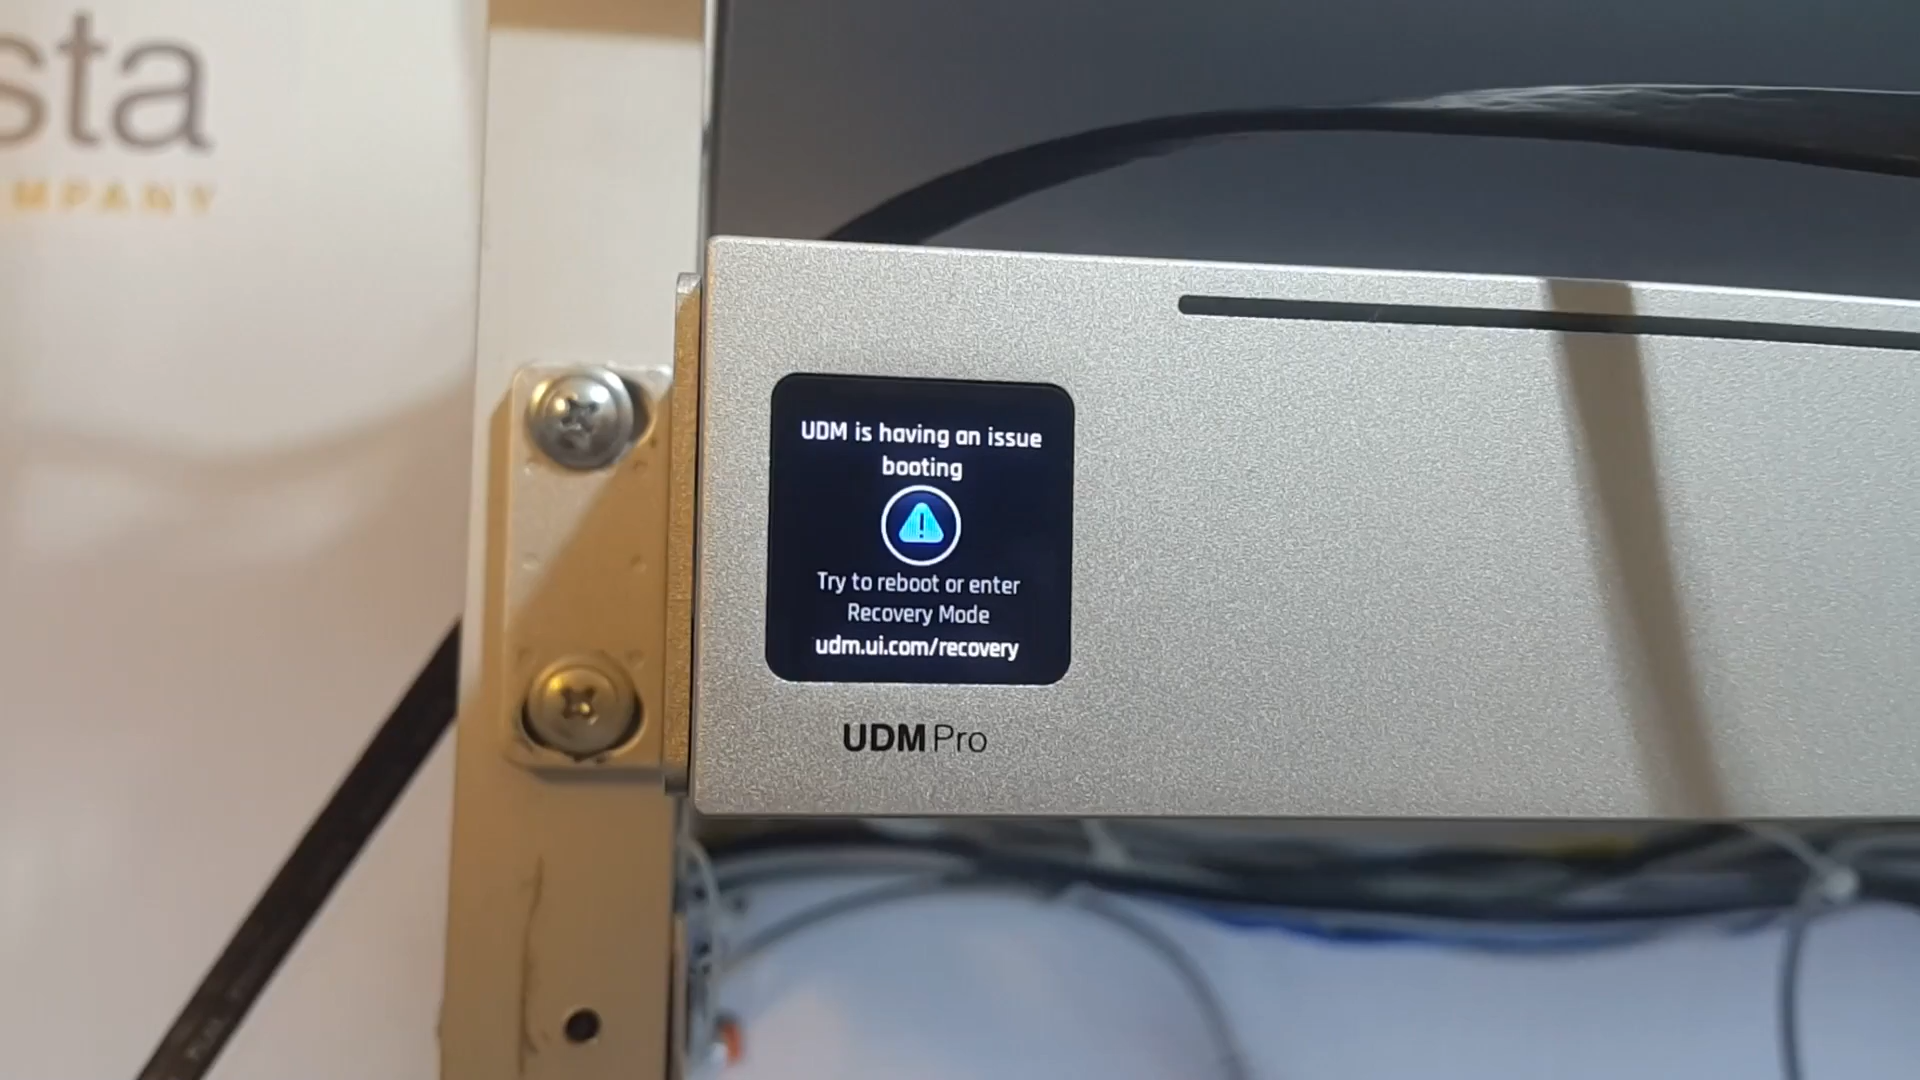 sta
MPANY
UDM is having an issue
booting
Try to reboot or enter
Recovery Mode
udm.ui.com/recovery
UDM Pro